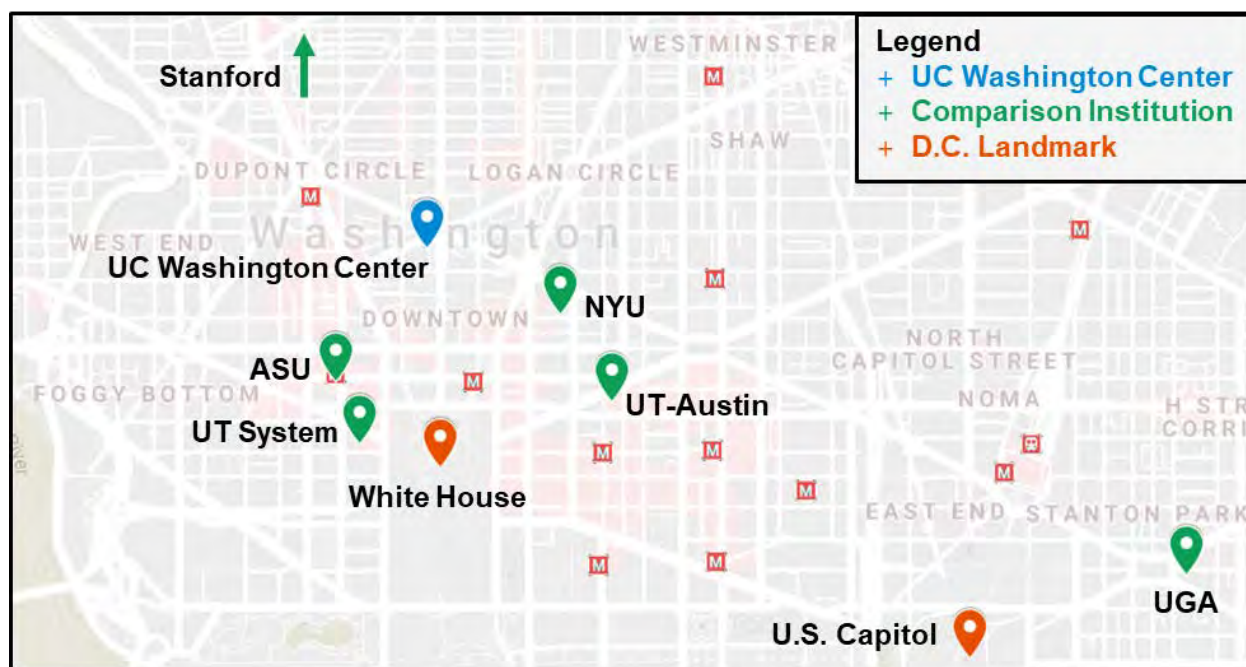 WESTMINSTER
Legend
+ UC Washington Center
+ Comparison Institution
+ D.C. Landmark
Stanford
M
SHAW
DUPONT CIRCLE
LOGAN CIRCLE
M
Washington
WEST END
M
UC Washington Center
M
NYU
DOWNTOWN
NORTH
CAPITOL STREET
ASU
M
FOGGY BOTTOM
UT-Austin
NOMA
H STR
CORRI
UT System
M
M
M
White House
M
EAST END
STANTON PARK
M
M
UGA
U.S. Capitol